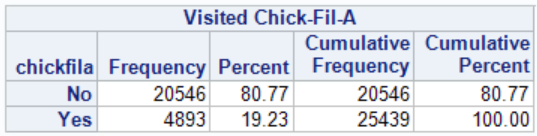 Visited Chick-Fil-A
chickfila Frequency Percent Cumulative Frequency Cumulative Percent
No 20546 80.77 20546 80.77
Yes 4893 19.23 25439 100.00